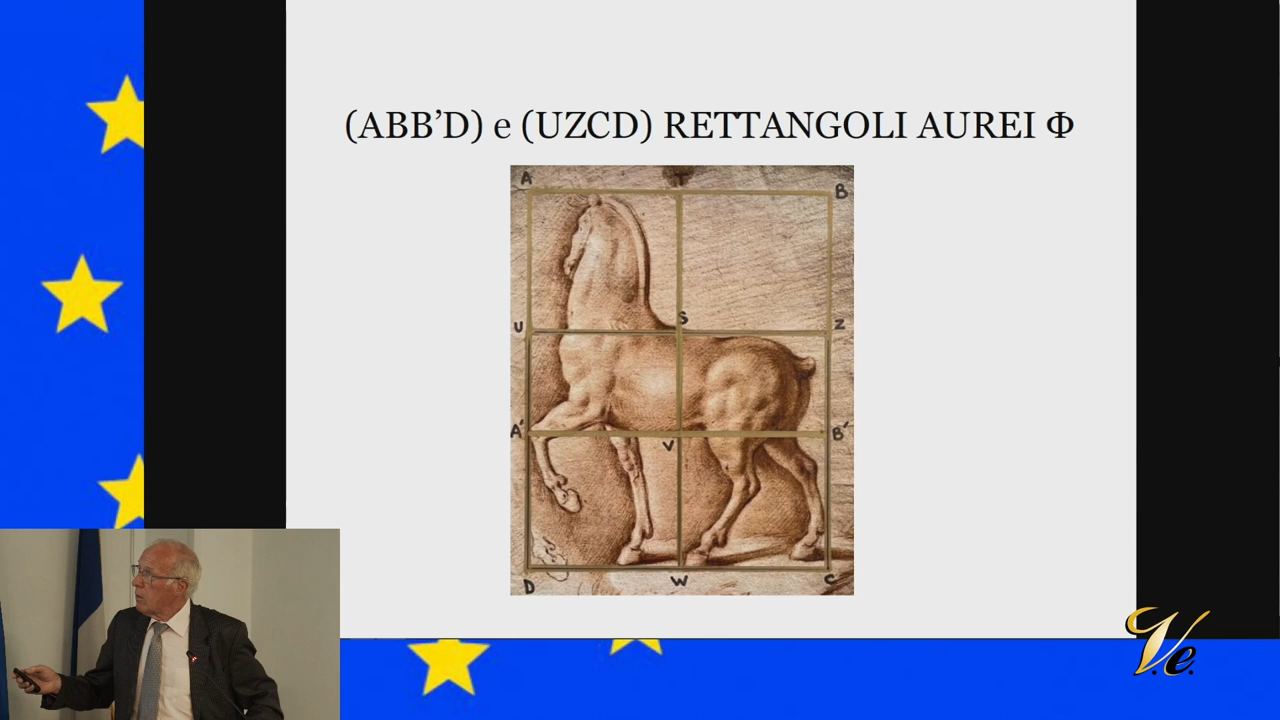 (ABB’D) e (UZCD) RETTANGOLI AUREI Φ
A
T
B
U
S
Z
A'
V
B'
D
W
C
V.e.